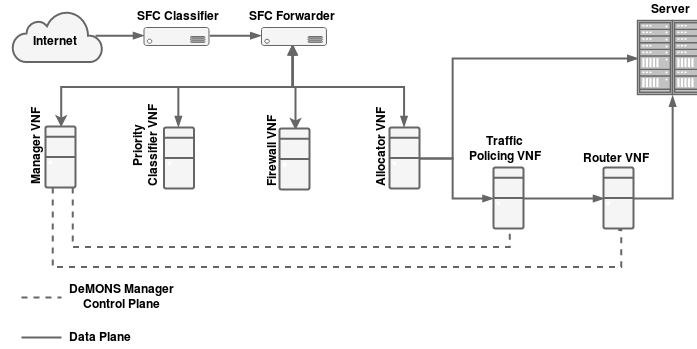 Internet
SFC Classifier
SFC Forwarder
Server
Manager VNF
Priority
Classifier VNF
Firewall VNF
Allocator VNF
Traffic
Policing VNF
Router VNF
DeMONS Manager
Control Plane
Data Plane